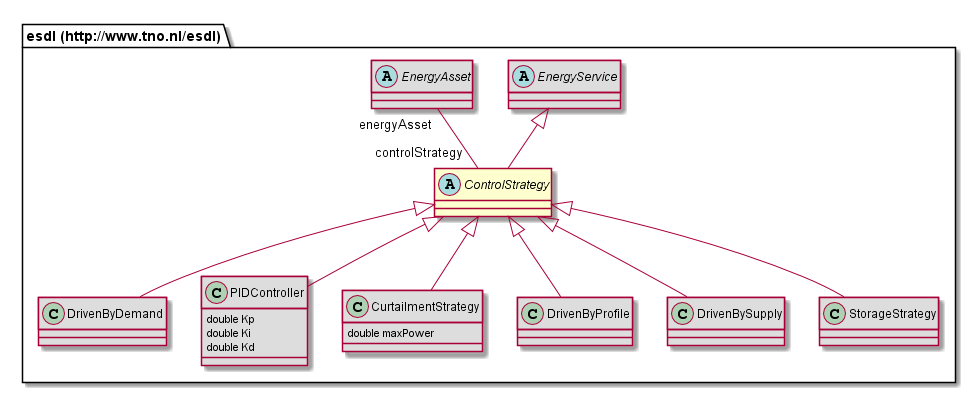 esdl (http://www.tno.nl/esdl)
A EnergyAsset
A EnergyService
energyAsset
controlStrategy
A ControlStrategy
C DrivenByDemand
C PIDController
double Kp
double Ki
double Kd
C CurtailmentStrategy
double maxPower
C DrivenByProfile
C DrivenBySupply
C StorageStrategy